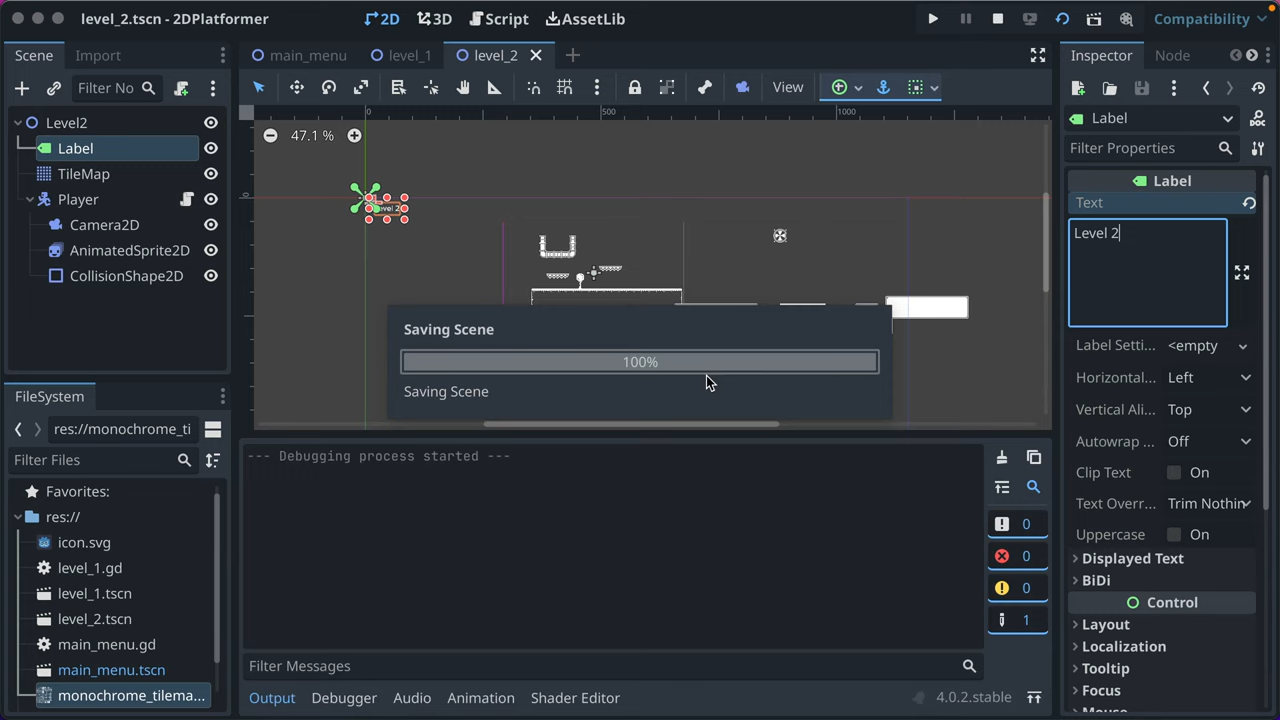 level_2.tscn - 2DPlatformer
2D
3D
Script
AssetLib
Compatibility
Scene
Import
main_menu
level_1
level_2
Inspector
Node
Filter No
View
Label
Filter Properties
Level2
Label
TileMap
Player
Camera2D
AnimatedSprite2D
CollisionShape2D
0
500
1000
47.1 %
0
Saving Scene
100%
Saving Scene
Label
Text
Level 2
Label Setti...
<empty
Horizontal...
Left
Vertical Ali...
Top
Autowrap ...
Off
Clip Text
On
Text Overr...
Trim Nothin
Uppercase
On
Displayed Text
BiDi
Control
Layout
Localization
Tooltip
Focus
Mouse
FileSystem
res://monochrome_ti
Filter Files
Favorites:
res://
icon.svg
level_1.gd
level_1.tscn
level_2.tscn
main_menu.gd
main_menu.tscn
monochrome_tilema...
--- Debugging process started ---
0
0
0
1
Filter Messages
Output
Debugger
Audio
Animation
Shader Editor
4.0.2.stable